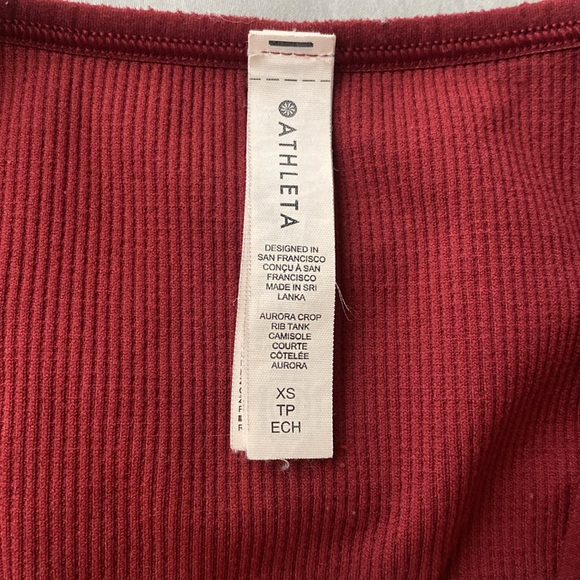 ATHLETA
DESIGNED IN
SAN FRANCISCO
CONÇU À SAN
FRANCISCO
MADE IN SRI
LANKA
AURORA CROP
RIB TANK
CAMISOLE
COURTE
CÔTELÉE
AURORA
XS
TP
ECH